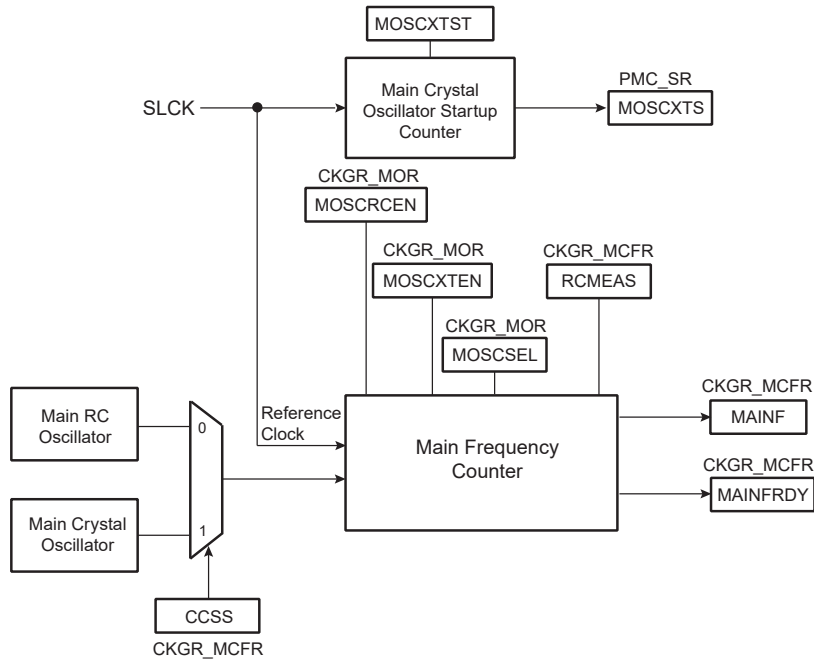 MOSCXTST
Main Crystal
Oscillator Startup
Counter
SLCK
PMC_SR
MOSCXTS
CKGR_MOR
MOSCRCEN
CKGR_MOR
MOSCXTEN
CKGR_MCFR
RCMEAS
CKGR_MOR
MOSCSEL
Main RC
Oscillator
0
Reference
Clock
Main Frequency
Counter
CKGR_MCFR
MAINF
CKGR_MCFR
MAINFRDY
Main Crystal
Oscillator
1
CCSS
CKGR_MCFR